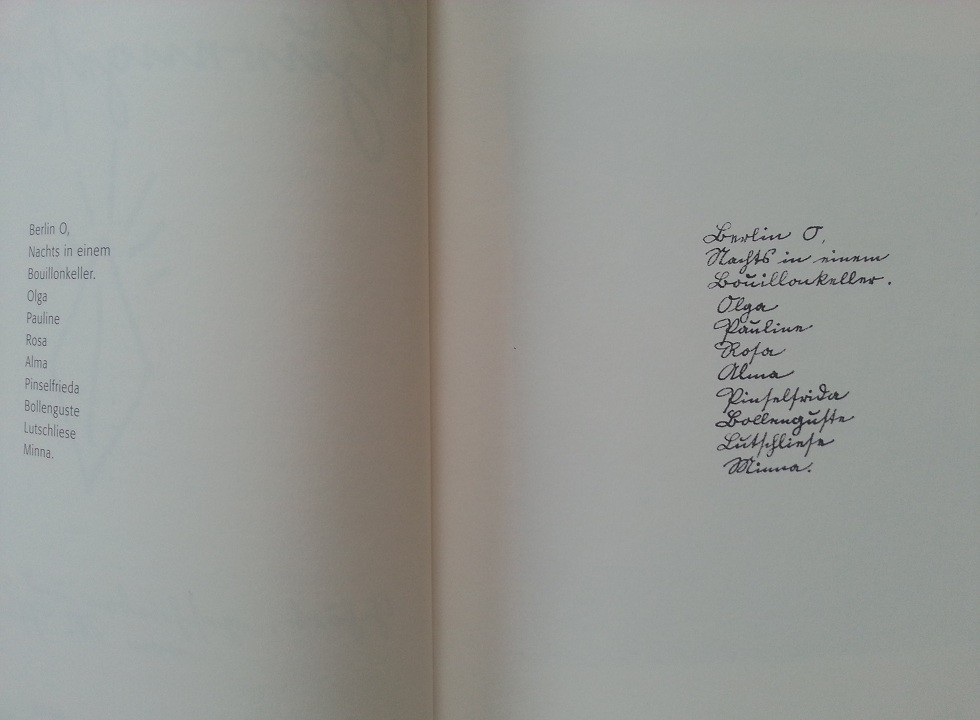 Berlin O,
Nachts in einem
Bouillonkeller.
Olga
Pauline
Rosa
Alma
Pinselfrieda
Bollenguste
Lutschliese
Minna.
Berlin O,
Nachts in einem
Bouillonkeller.
Olga
Pauline
Rosa
Alma
Pinselfrida
Bollenguste
Lutschliese
Minna.